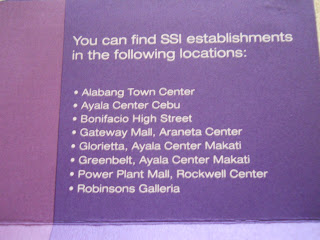 You can find SSI establishments
in the following locations:
• Alabang Town Center
• Ayala Center Cebu
• Bonifacio High Street
• Gateway Mall, Araneta Center
• Glorietta, Ayala Center Makati
• Greenbelt, Ayala Center Makati
• Power Plant Mall, Rockwell Center
• Robinsons Galleria